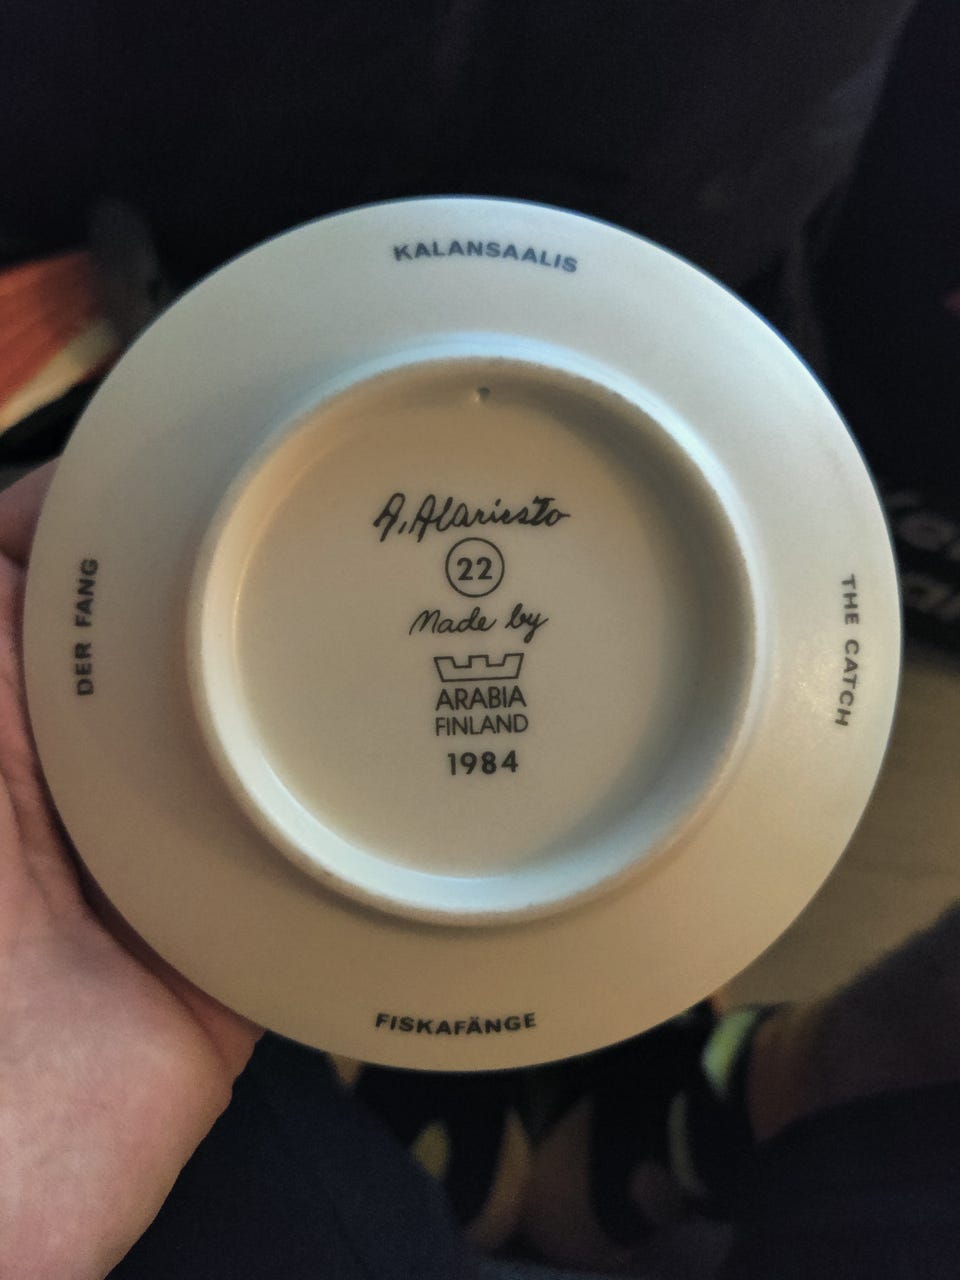 KALANSAALIS
A. Alariesto
22
Made by
ARABIA
FINLAND
1984
DER FANG
THE CATCH
FISKAFÄNGE